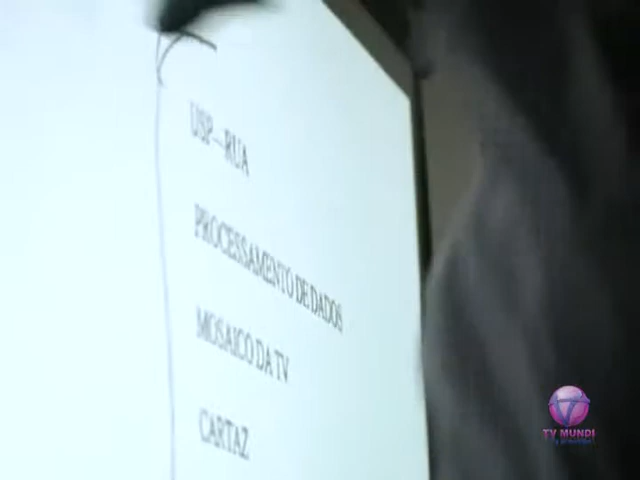 USP-RUA
PROCESSAMENTO DE DADOS
MOSAICO DA TV
CARTAZ
TV MUNDI